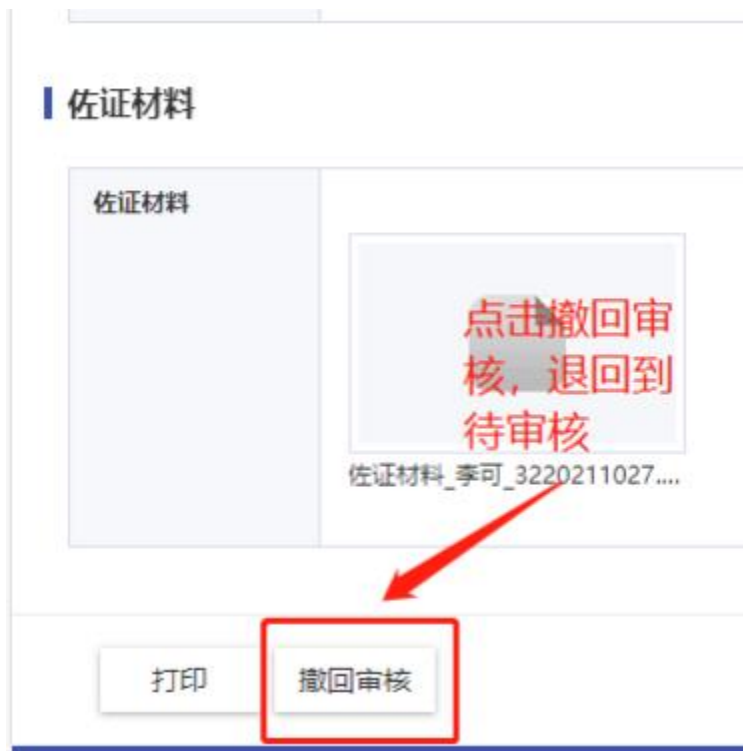 佐证材料
佐证材料
点击撤回审
核，退回到
待审核
佐证材料_李可_3220211027....
打印
撤回审核